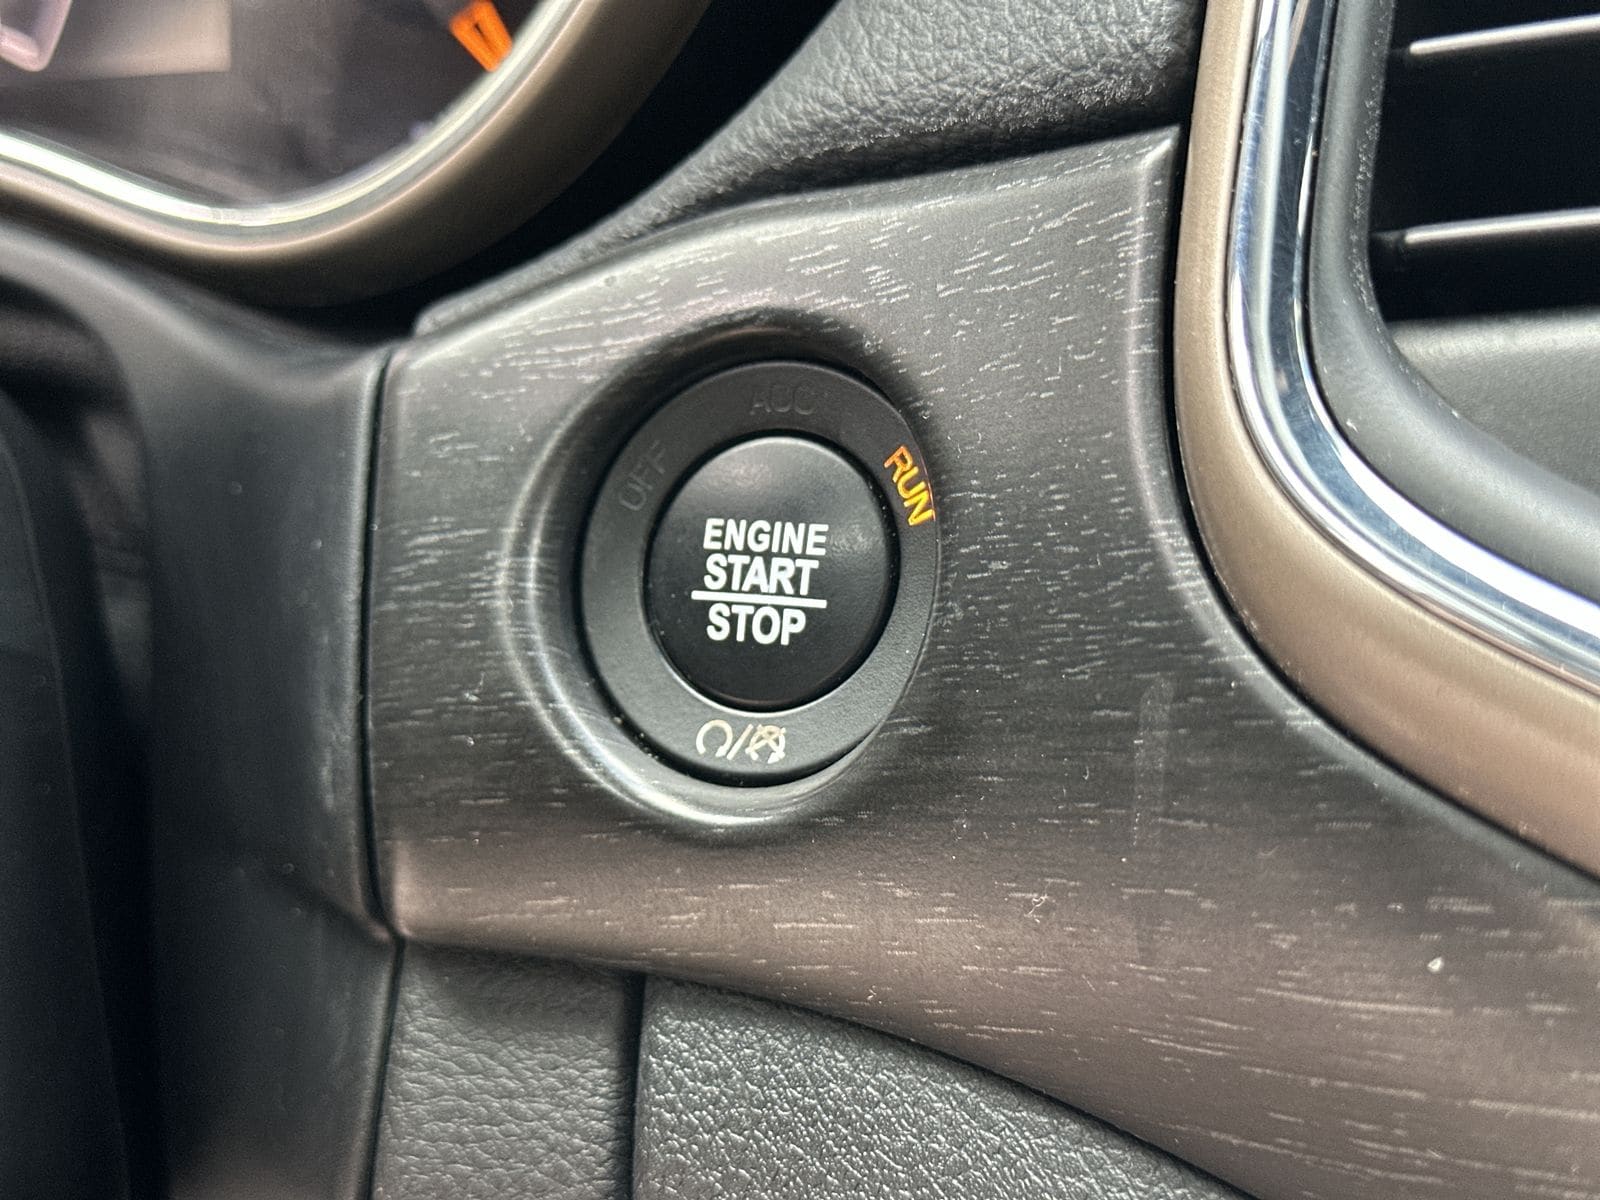 ACC
OFF
RUN
ENGINE
START
STOP